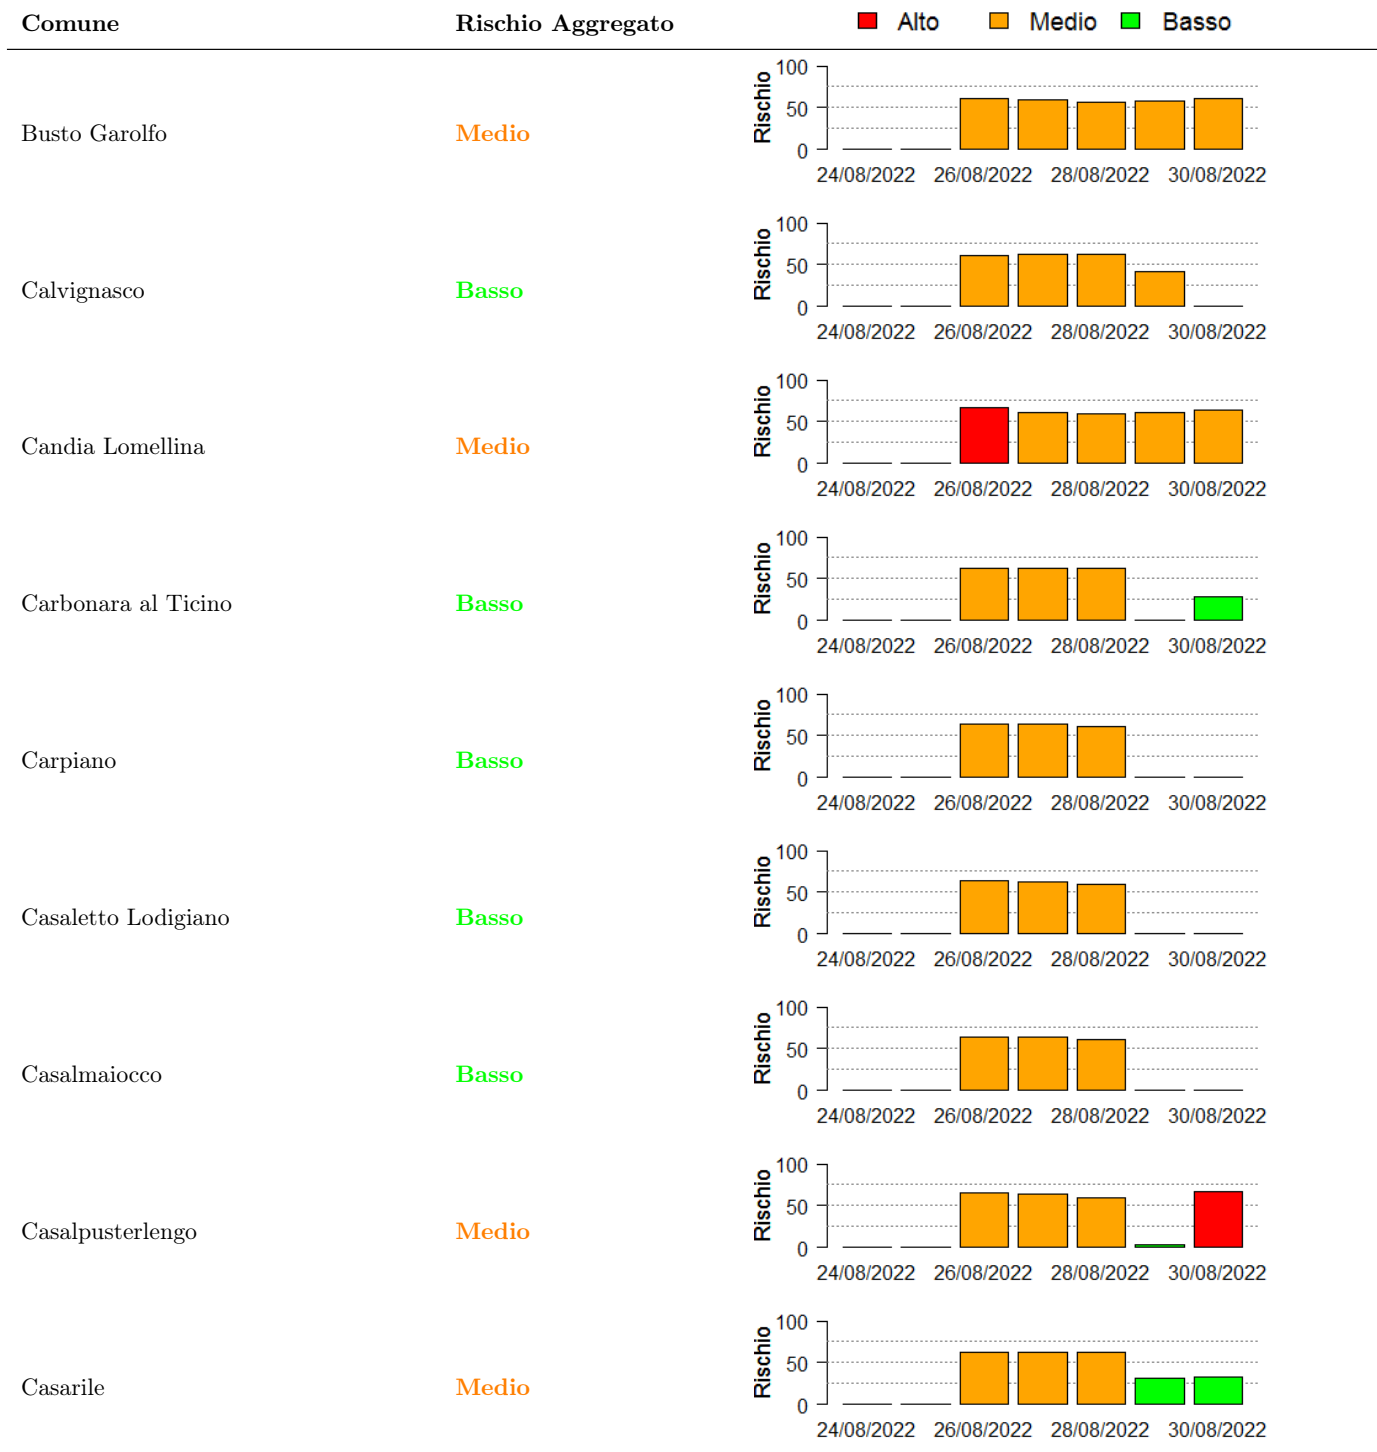 Comune Rischio Aggregato Alto Medio Basso
Busto Garolfo Medio
Rischio
100
50
0
24/08/2022 26/08/2022 28/08/2022 30/08/2022
Calvignasco Basso
Rischio
100
50
0
24/08/2022 26/08/2022 28/08/2022 30/08/2022
Candia Lomellina Medio
Rischio
100
50
0
24/08/2022 26/08/2022 28/08/2022 30/08/2022
Carbonara al Ticino Basso
Rischio
100
50
0
24/08/2022 26/08/2022 28/08/2022 30/08/2022
Carpiano Basso
Rischio
100
50
0
24/08/2022 26/08/2022 28/08/2022 30/08/2022
Casaletto Lodigiano Basso
Rischio
100
50
0
24/08/2022 26/08/2022 28/08/2022 30/08/2022
Casalmaiocco Basso
Rischio
100
50
0
24/08/2022 26/08/2022 28/08/2022 30/08/2022
Casalpusterlengo Medio
Rischio
100
50
0
24/08/2022 26/08/2022 28/08/2022 30/08/2022
Casarile Medio
Rischio
100
50
0
24/08/2022 26/08/2022 28/08/2022 30/08/2022